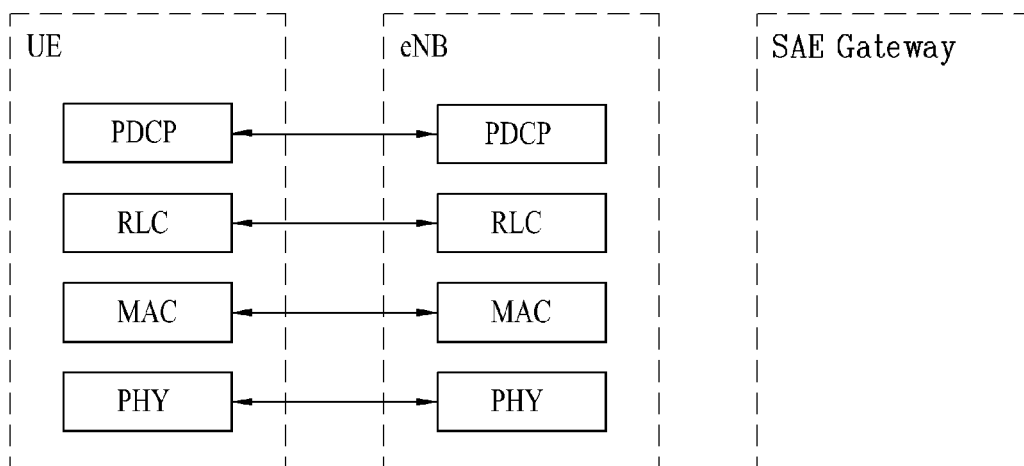 UE
eNB
SAE Gateway
PDCP
PDCP
RLC
RLC
MAC
MAC
PHY
PHY